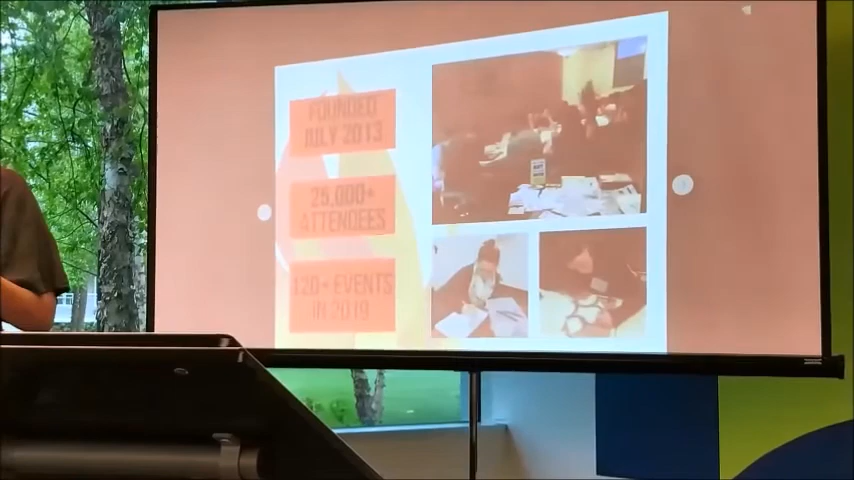 FOUNDED
JULY 2013
25,000+
ATTENDEES
120+ EVENTS
IN 2019